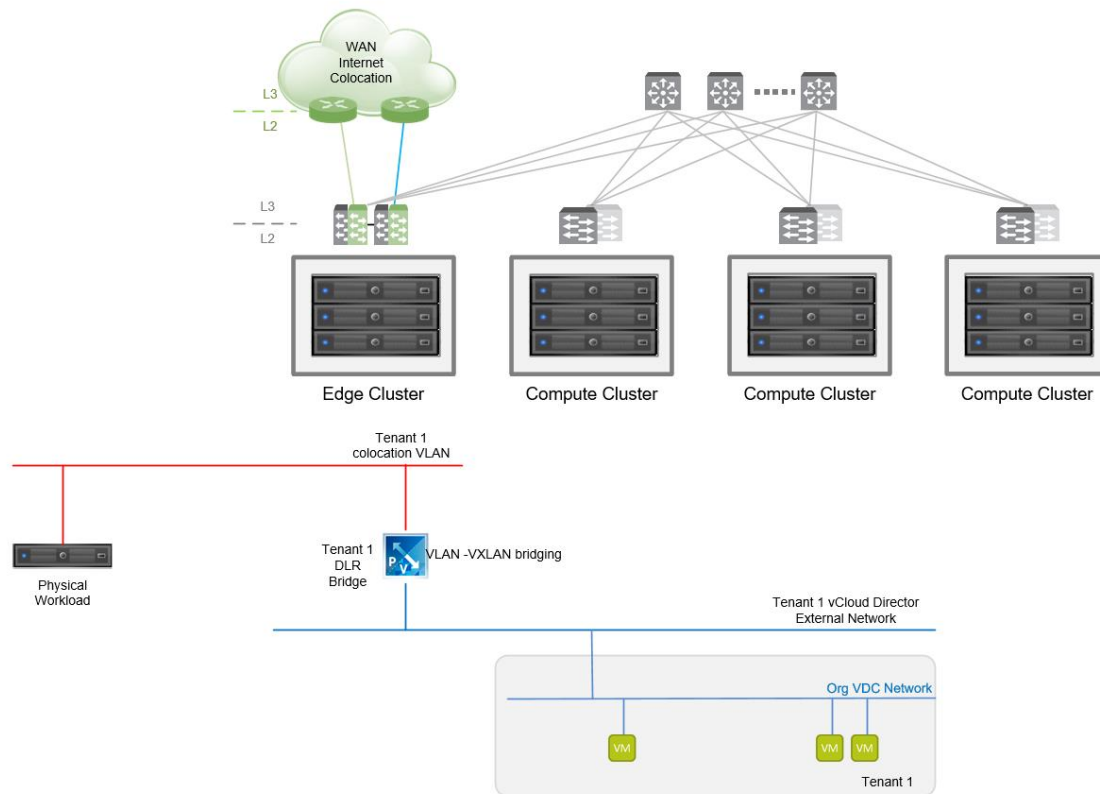 WAN
Internet
Colocation
L3
L2
L3
L2
Edge Cluster
Compute Cluster
Compute Cluster
Compute Cluster
Tenant 1
colocation VLAN
Tenant 1
DLR
Bridge
P
V
VLAN -VXLAN bridging
Physical
Workload
Tenant 1 vCloud Director
External Network
Org VDC Network
VM
VM
VM
Tenant 1